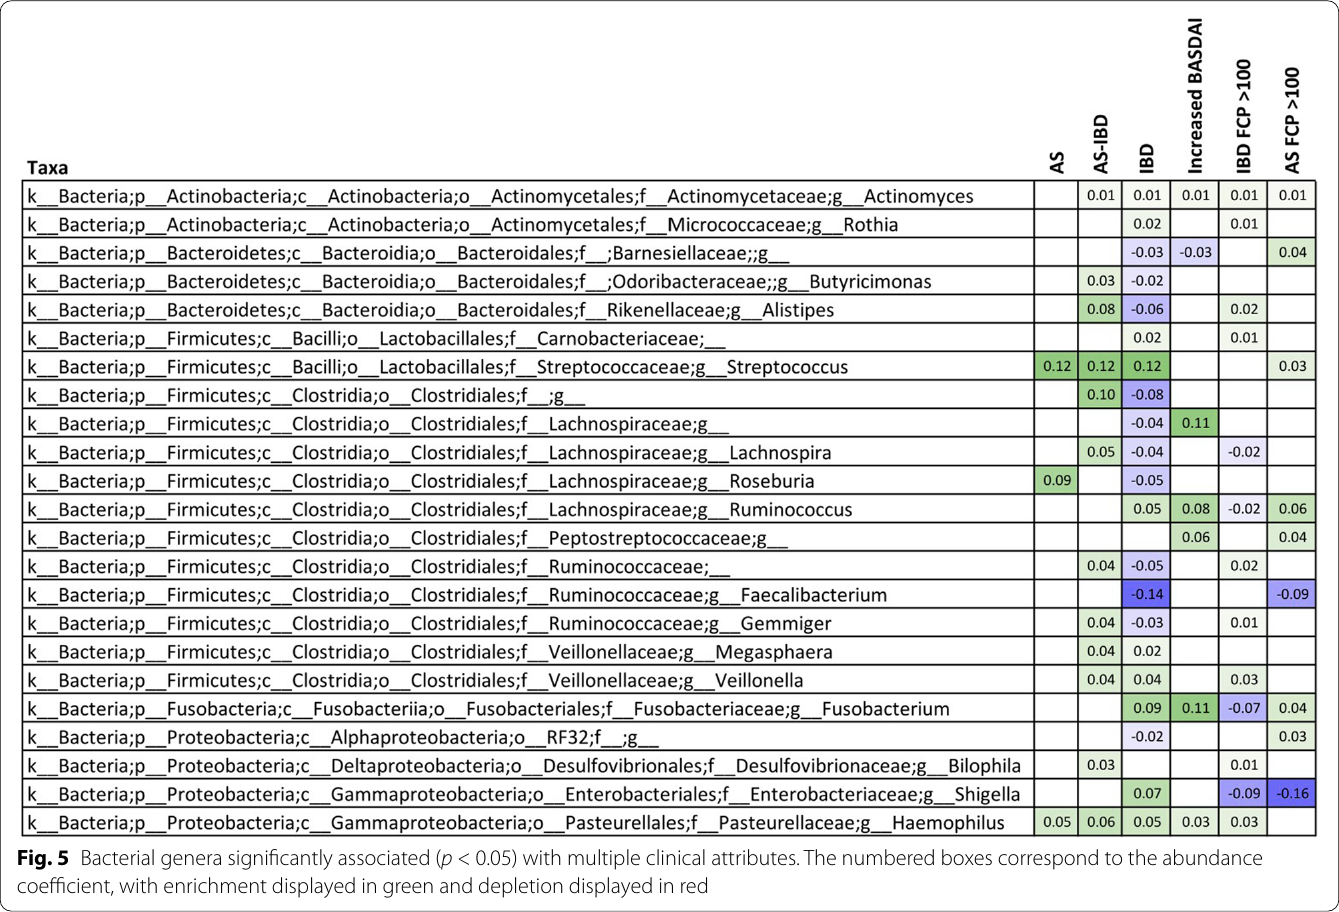 Taxa AS AS-IBD IBD Increased BASDAI IBD FCP >100 AS FCP >100
k__Bacteria;p__Actinobacteria;c__Actinobacteria;o__Actinomycetales;f__Actinomycetaceae;g__Actinomyces 0.01 0.01 0.01 0.01 0.01
k__Bacteria;p__Actinobacteria;c__Actinobacteria;o__Actinomycetales;f__Micrococcaceae;g__Rothia 0.02 0.01
k__Bacteria;p__Bacteroidetes;c__Bacteroidia;o__Bacteroidales;f__;Barnesiellaceae;;g__ -0.03 -0.03 0.04
k__Bacteria;p__Bacteroidetes;c__Bacteroidia;o__Bacteroidales;f__;Odoribacteraceae;;g__Butyricimonas 0.03 -0.02
k__Bacteria;p__Bacteroidetes;c__Bacteroidia;o__Bacteroidales;f__Rikenellaceae;g__Alistipes 0.08 -0.06 0.02
k__Bacteria;p__Firmicutes;c__Bacilli;o__Lactobacillales;f__Carnobacteriaceae;__ 0.02 0.01
k__Bacteria;p__Firmicutes;c__Bacilli;o__Lactobacillales;f__Streptococcaceae;g__Streptococcus 0.12 0.12 0.12 0.03
k__Bacteria;p__Firmicutes;c__Clostridia;o__Clostridiales;f__;g__ 0.10 -0.08
k__Bacteria;p__Firmicutes;c__Clostridia;o__Clostridiales;f__Lachnospiraceae;g__ -0.04 0.11
k__Bacteria;p__Firmicutes;c__Clostridia;o__Clostridiales;f__Lachnospiraceae;g__Lachnospira 0.05 -0.04 -0.02
k__Bacteria;p__Firmicutes;c__Clostridia;o__Clostridiales;f__Lachnospiraceae;g__Roseburia 0.09 -0.05
k__Bacteria;p__Firmicutes;c__Clostridia;o__Clostridiales;f__Lachnospiraceae;g__Ruminococcus 0.05 0.08 -0.02 0.06
k__Bacteria;p__Firmicutes;c__Clostridia;o__Clostridiales;f__Peptostreptococcaceae;g__ 0.06 0.04
k__Bacteria;p__Firmicutes;c__Clostridia;o__Clostridiales;f__Ruminococcaceae;__ 0.04 -0.05 0.02
k__Bacteria;p__Firmicutes;c__Clostridia;o__Clostridiales;f__Ruminococcaceae;g__Faecalibacterium -0.14 -0.09
k__Bacteria;p__Firmicutes;c__Clostridia;o__Clostridiales;f__Ruminococcaceae;g__Gemmiger 0.04 -0.03 0.01
k__Bacteria;p__Firmicutes;c__Clostridia;o__Clostridiales;f__Veillonellaceae;g__Megasphaera 0.04 0.02
k__Bacteria;p__Firmicutes;c__Clostridia;o__Clostridiales;f__Veillonellaceae;g__Veillonella 0.04 0.04 0.03
k__Bacteria;p__Fusobacteria;c__Fusobacteriia;o__Fusobacteriales;f__Fusobacteriaceae;g__Fusobacterium 0.09 0.11 -0.07 0.04
k__Bacteria;p__Proteobacteria;c__Alphaproteobacteria;o__RF32;f__;g__ -0.02 0.03
k__Bacteria;p__Proteobacteria;c__Deltaproteobacteria;o__Desulfovibrionales;f__Desulfovibrionaceae;g__Bilophila 0.03 0.01
k__Bacteria;p__Proteobacteria;c__Gammaproteobacteria;o__Enterobacteriales;f__Enterobacteriaceae;g__Shigella 0.07 -0.09 -0.16
k__Bacteria;p__Proteobacteria;c__Gammaproteobacteria;o__Pasteurellales;f__Pasteurellaceae;g__Haemophilus 0.05 0.06 0.05 0.03 0.03
Fig. 5 Bacterial genera significantly associated (p < 0.05) with multiple clinical attributes. The numbered boxes correspond to the abundance
coefficient, with enrichment displayed in green and depletion displayed in red